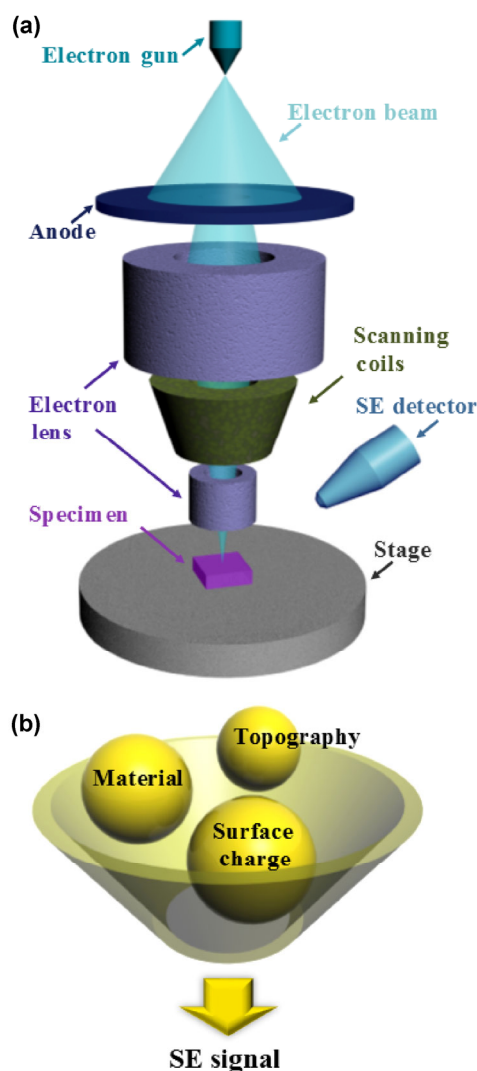 (a)
Electron gun
Electron beam
Anode
Scanning
coils
Electron
lens
SE detector
Specimen
Stage
(b)
Topography
Material
Surface
charge
SE signal